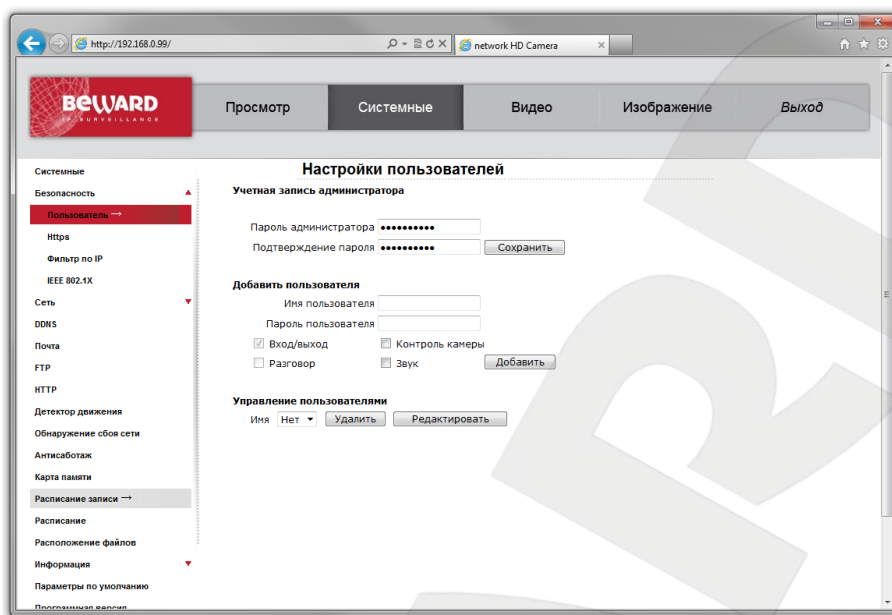 http://192.168.0.99/
network HD Camera
BEWARD
IP SURVEILLANCE
Просмотр
Системные
Видео
Изображение
Выход
Системные
Безопасность
Пользователь →
Https
Фильтр по IP
IEEE 802.1X
Сеть
DDNS
Почта
FTP
HTTP
Детектор движения
Обнаружение сбоя сети
Антисаботаж
Карта памяти
Расписание записи →
Расписание
Расположение файлов
Информация
Параметры по умолчанию
Программная версия
Настройки пользователей
Учетная запись администратора
Пароль администратора ••••••••••
Подтверждение пароля •••••••••• Сохранить
Добавить пользователя
Имя пользователя
Пароль пользователя
Вход/выход Контроль камеры
Разговор Звук Добавить
Управление пользователями
Имя Нет Удалить Редактировать